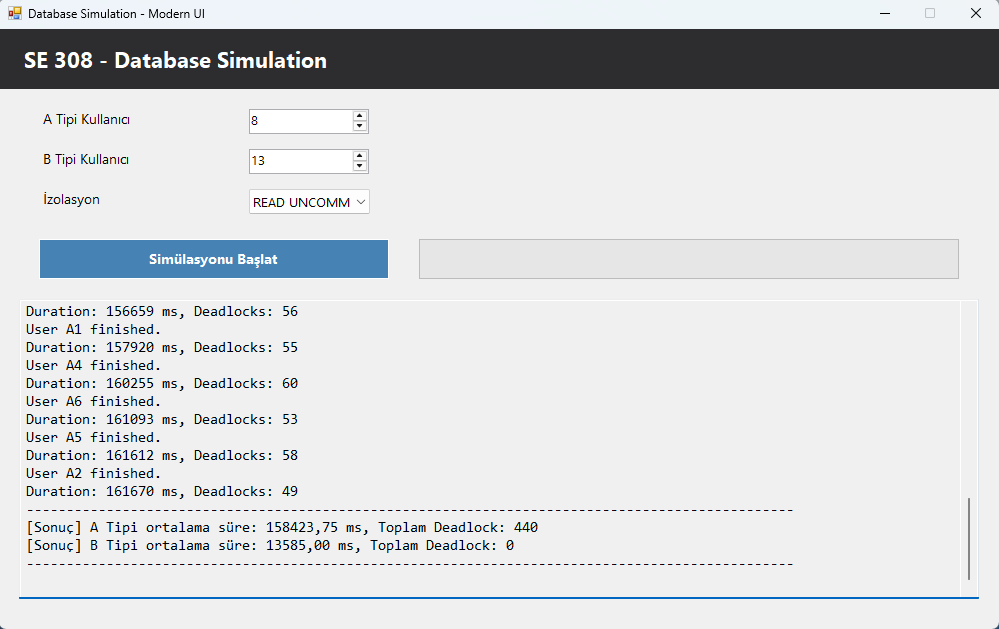 Database Simulation - Modern UI
SE 308 - Database Simulation
A Tipi Kullanıcı
8
B Tipi Kullanıcı
13
İzolasyon
READ UNCOMM
Simülasyonu Başlat
Duration: 156659 ms, Deadlocks: 56
User A1 finished.
Duration: 157920 ms, Deadlocks: 55
User A4 finished.
Duration: 160255 ms, Deadlocks: 60
User A6 finished.
Duration: 161093 ms, Deadlocks: 53
User A5 finished.
Duration: 161612 ms, Deadlocks: 58
User A2 finished.
Duration: 161670 ms, Deadlocks: 49
------------------------------------------------------------------------------------------------
[Sonuç] A Tipi ortalama süre: 158423,75 ms, Toplam Deadlock: 440
[Sonuç] B Tipi ortalama süre: 13585,00 ms, Toplam Deadlock: 0
------------------------------------------------------------------------------------------------